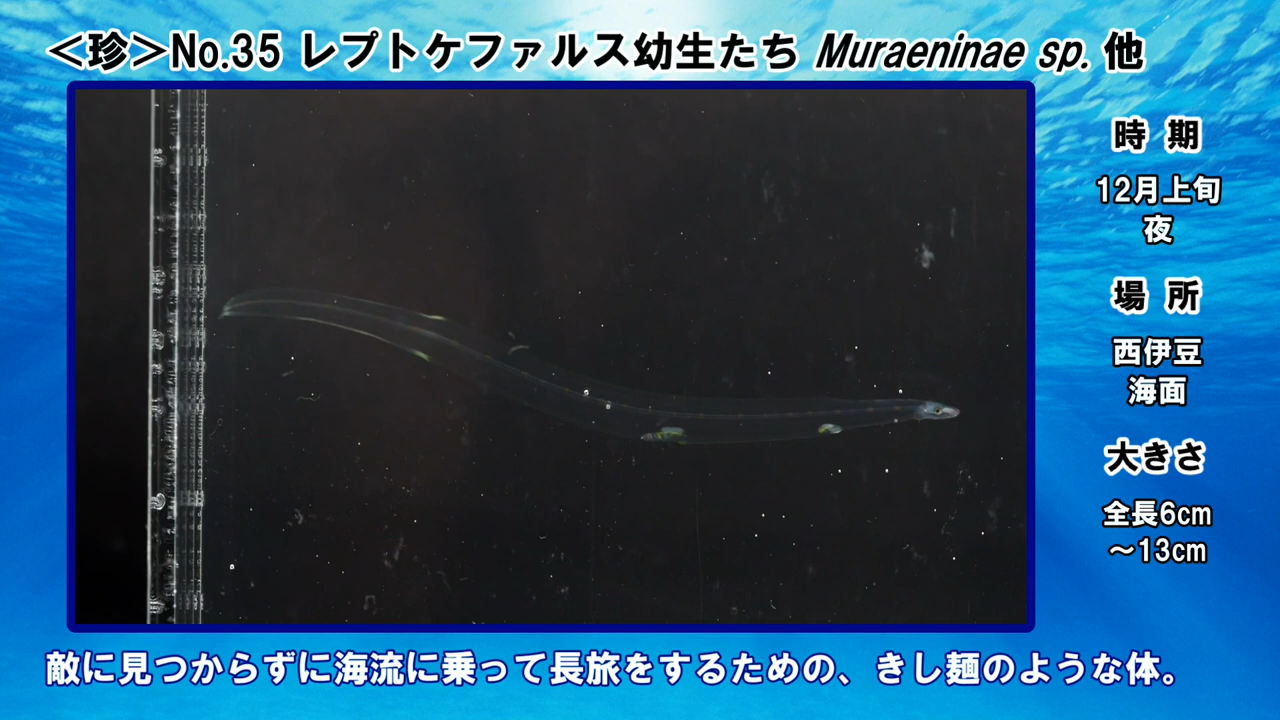 ＜珍＞No.35 レプトケファルス幼生たち Muraeninae sp. 他
時 期
12月上旬
夜
場 所
西伊豆
海面
大きさ
全長6cm
～13cm
敵に見つからずに海流に乗って長旅をするための、きし麺のような体。